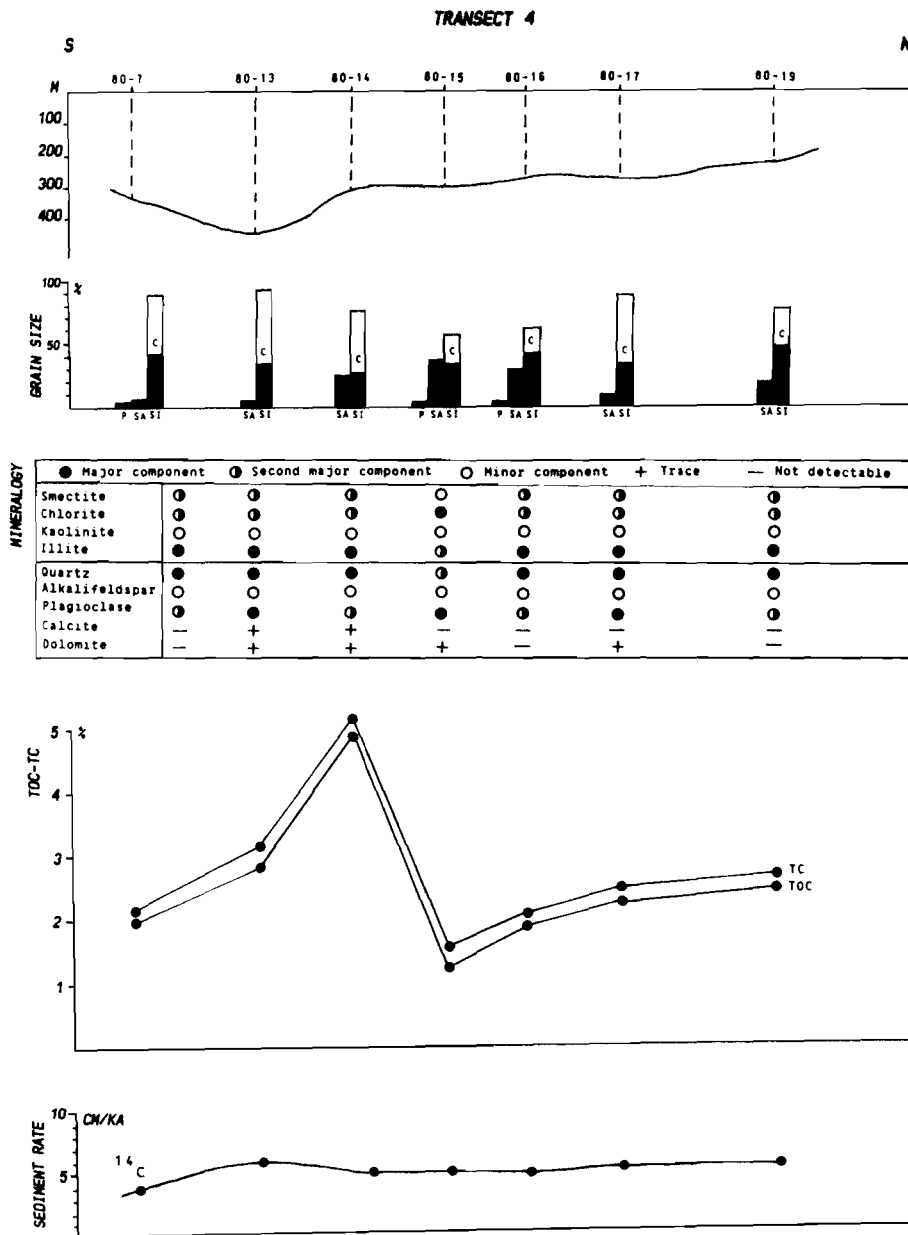 TRANSECT 4
S N
80-7 80-13 80-14 80-15 80-16 80-17 80-19
M
100
200
300
400
GRAIN SIZE
100 %
50
C C C C C C C
P SA SI SA SI SA SI P SA SI P SA SI SA SI SA SI
MINERALOGY
● Major component ◑ Second major component ○ Minor component + Trace — Not detectable
Smectite ◑ ◑ ◑ ○ ◑ ◑ ◑
Chlorite ◑ ◑ ◑ ● ◑ ◑ ◑
Kaolinite ○ ○ ○ ○ ○ ○ ○
Illite ● ● ● ◑ ● ● ●
Quartz ● ● ● ◑ ● ● ●
Alkalifeldspar ○ ○ ○ ○ ○ ○ ○
Plagioclase ◑ ● ◑ ● ◑ ● ◑
Calcite — + + — — — —
Dolomite — + + + — + —
TOC-TC
5 %
4
3
2
1
TC
TOC
SEDIMENT RATE
10 CM/KA
5
14 C